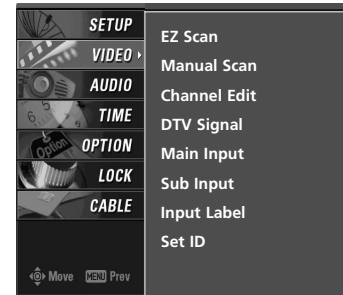 SETUP
VIDEO
AUDIO
TIME
OPTION
LOCK
CABLE
Move MENU Prev
EZ Scan
Manual Scan
Channel Edit
DTV Signal
Main Input
Sub Input
Input Label
Set ID